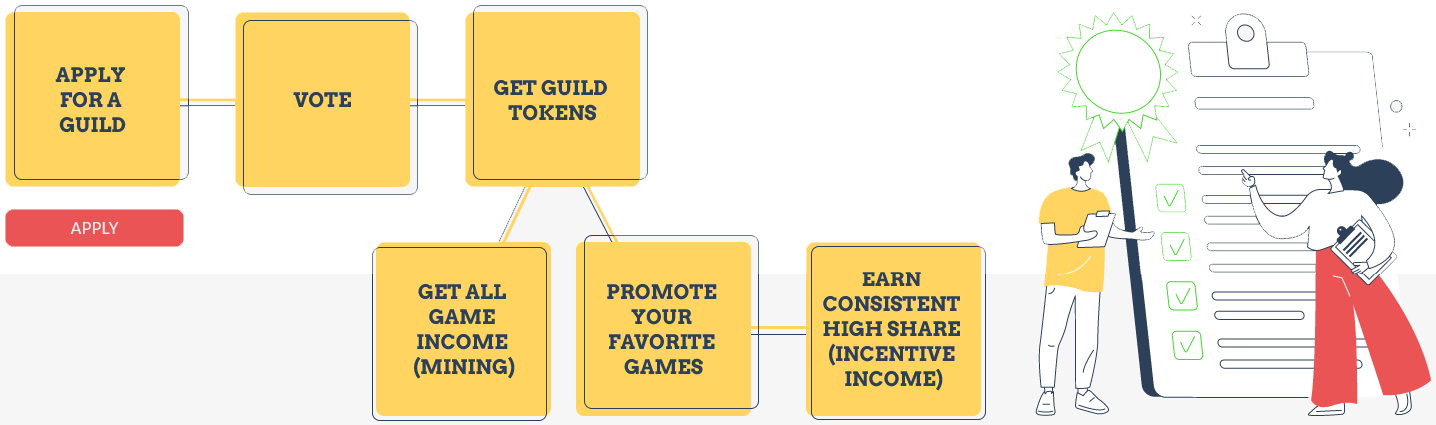 APPLY
FOR A
GUILD
VOTE
GET GUILD
TOKENS
APPLY
GET ALL
GAME
INCOME
(MINING)
PROMOTE
YOUR
FAVORITE
GAMES
EARN
CONSISTENT
HIGH SHARE
(INCENTIVE
INCOME)